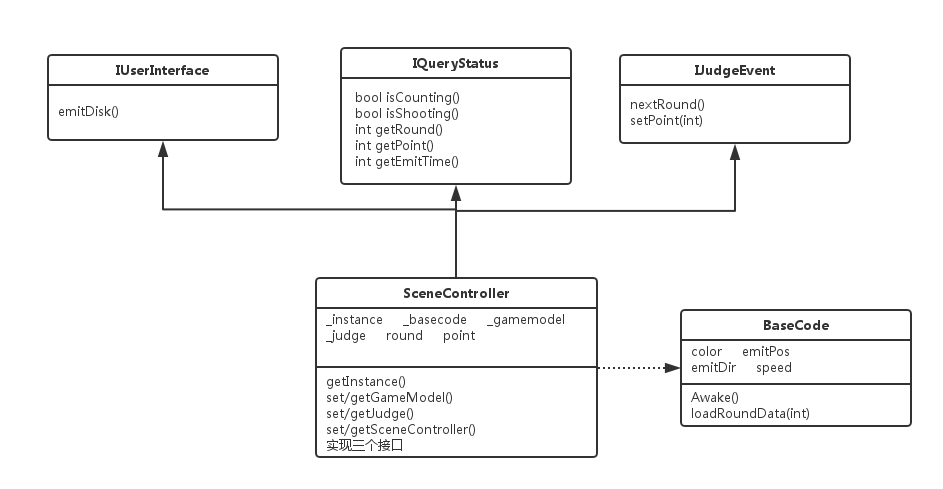 IUserInterface
emitDisk()
IQueryStatus
bool isCounting()
bool isShooting()
int getRound()
int getPoint()
int getEmitTime()
IJudgeEvent
nextRound()
setPoint(int)
SceneController
_instance _basecode _gamemodel
_judge round point
getInstance()
set/getGameModel()
set/getJudge()
set/getSceneController()
实现三个接口
BaseCode
color emitPos
emitDir speed
Awake()
loadRoundData(int)